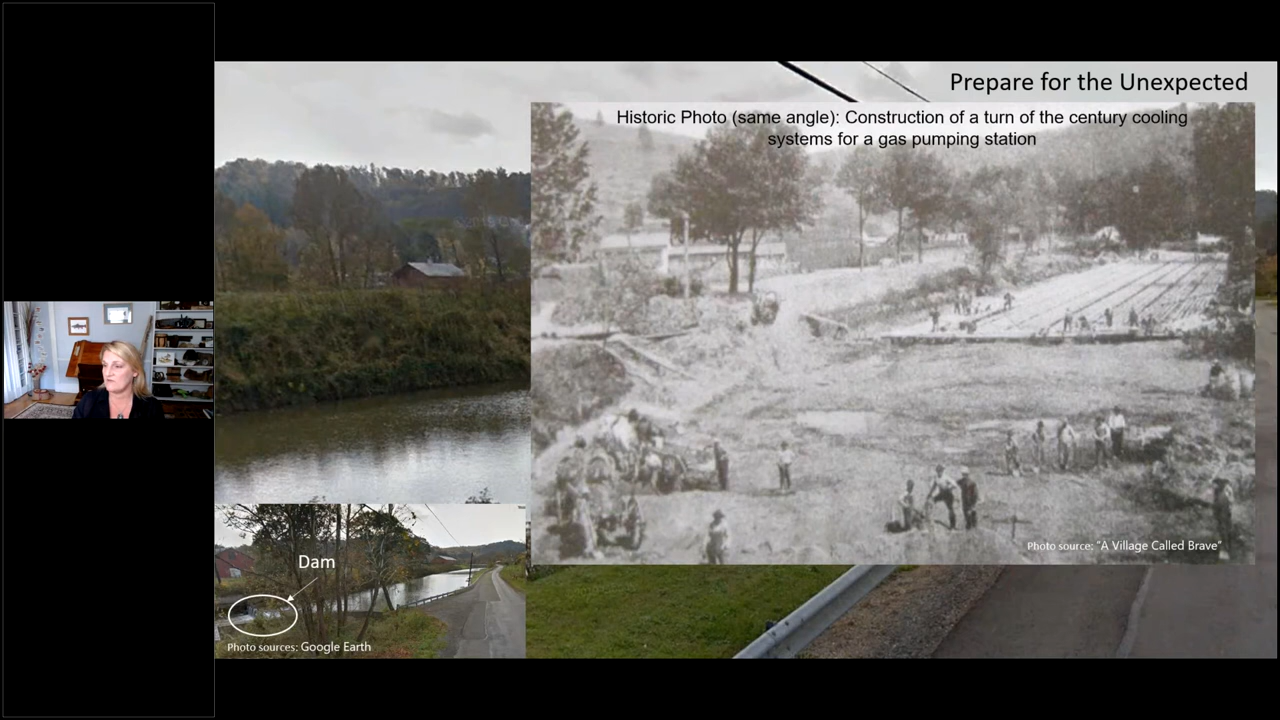 Prepare for the Unexpected
Historic Photo (same angle): Construction of a turn of the century cooling
systems for a gas pumping station
Photo source: “A Village Called Brave”
Dam
Photo sources: Google Earth